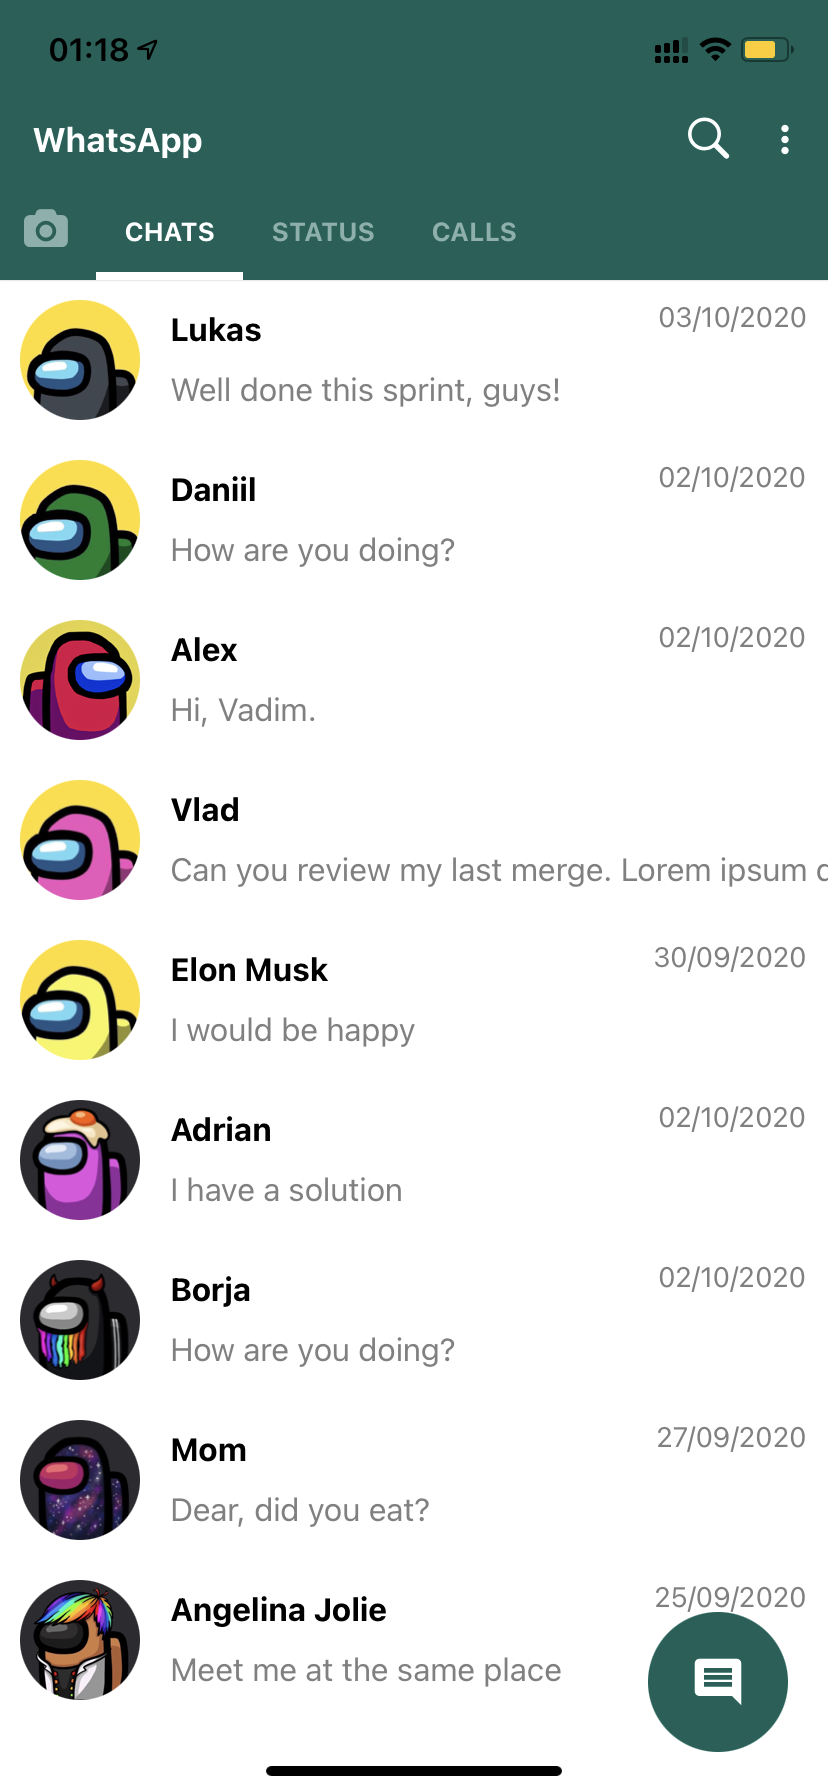 01:18
WhatsApp
CHATS STATUS CALLS
Lukas 03/10/2020
Well done this sprint, guys!
Daniil 02/10/2020
How are you doing?
Alex 02/10/2020
Hi, Vadim.
Vlad
Can you review my last merge. Lorem ipsum
Elon Musk 30/09/2020
I would be happy
Adrian 02/10/2020
I have a solution
Borja 02/10/2020
How are you doing?
Mom 27/09/2020
Dear, did you eat?
Angelina Jolie 25/09/2020
Meet me at the same place